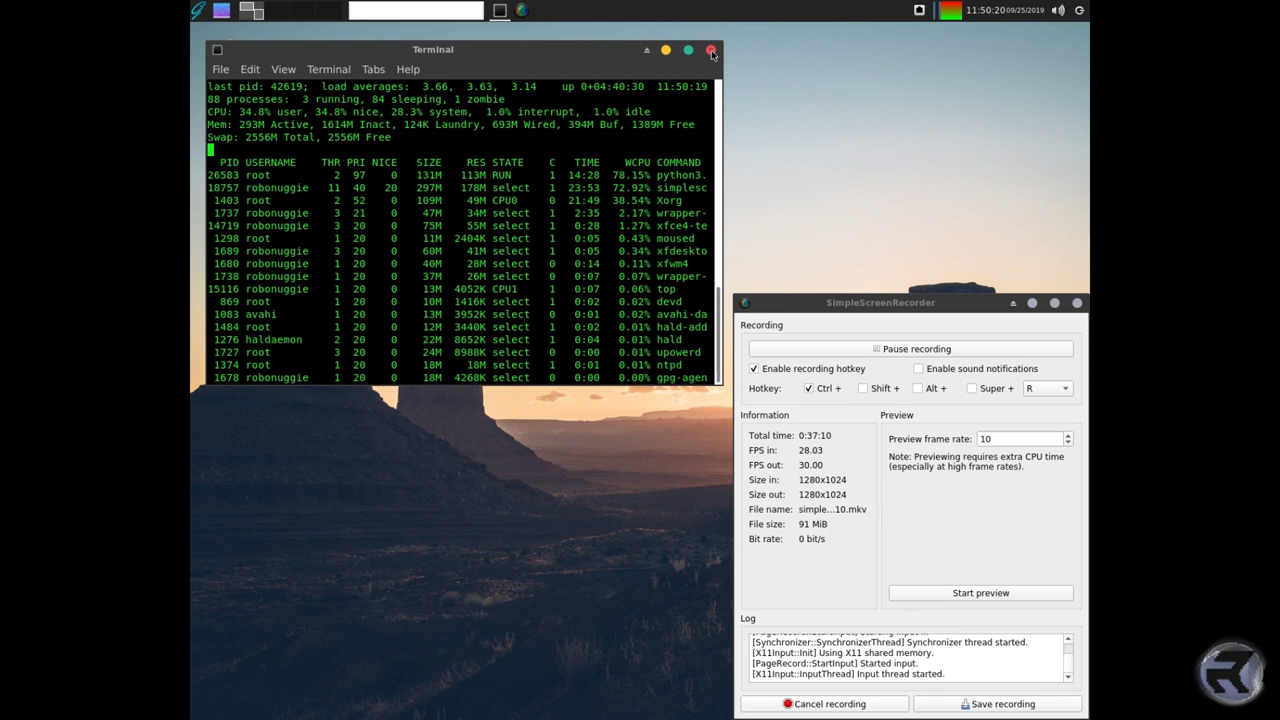 11:50:20 09/25/2019
Terminal
File Edit View Terminal Tabs Help
last pid: 42619; load averages: 3.66, 3.63, 3.14 up 0+04:40:30 11:50:19
88 processes: 3 running, 84 sleeping, 1 zombie
CPU: 34.8% user, 34.8% nice, 28.3% system, 1.0% interrupt, 1.0% idle
Mem: 293M Active, 1614M Inact, 124K Laundry, 693M Wired, 394M Buf, 1389M Free
Swap: 2556M Total, 2556M Free
PID USERNAME THR PRI NICE SIZE RES STATE C TIME WCPU COMMAND
26583 root 2 97 0 131M 113M RUN 1 14:28 78.15% python3.
18757 robonuggie 11 40 20 297M 178M select 1 23:53 72.92% simplesc
1403 root 2 52 0 109M 49M CPU0 0 21:49 38.54% Xorg
1737 robonuggie 3 21 0 47M 34M select 1 2:35 2.17% wrapper-
14719 robonuggie 3 20 0 75M 55M select 1 0:28 1.27% xfce4-te
1298 root 1 20 0 11M 2404K select 1 0:05 0.43% moused
1689 robonuggie 3 20 0 60M 41M select 1 0:05 0.34% xfdeskto
1680 robonuggie 1 20 0 40M 28M select 0 0:14 0.11% xfwm4
1738 robonuggie 1 20 0 37M 26M select 0 0:07 0.07% wrapper-
15116 robonuggie 1 20 0 13M 4052K CPU1 1 0:07 0.06% top
869 root 1 20 0 10M 1416K select 1 0:02 0.02% devd
1083 avahi 1 20 0 13M 3952K select 0 0:01 0.02% avahi-da
1484 root 1 20 0 12M 3440K select 1 0:02 0.01% hald-add
1276 haldaemon 2 20 0 22M 8652K select 1 0:04 0.01% hald
1727 root 3 20 0 24M 8988K select 0 0:00 0.01% upowerd
1374 root 1 20 0 18M 18M select 1 0:01 0.01% ntpd
1678 robonuggie 1 20 0 18M 4268K select 0 0:00 0.00% gpg-agen
SimpleScreenRecorder
Recording
Pause recording
Enable recording hotkey Enable sound notifications
Hotkey: Ctrl + Shift + Alt + Super + R
Information
Total time: 0:37:10
FPS in: 28.03
FPS out: 30.00
Size in: 1280x1024
Size out: 1280x1024
File name: simple...10.mkv
File size: 91 MiB
Bit rate: 0 bit/s
Preview
Preview frame rate: 10
Note: Previewing requires extra CPU time
(especially at high frame rates).
Start preview
Log
[Synchronizer::SynchronizerThread] Synchronizer thread started.
[X11Input::Init] Using X11 shared memory.
[PageRecord::StartInput] Started input.
[X11Input::InputThread] Input thread started.
Cancel recording Save recording